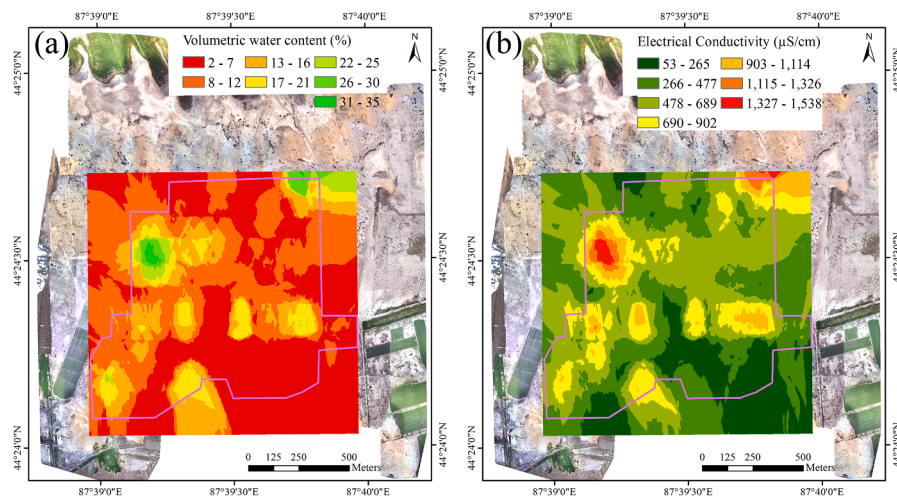 87°39'0"E 87°39'30"E 87°40'0"E
(a)
Volumetric water content (%)
2 - 7 13 - 16 22 - 25
8 - 12 17 - 21 26 - 30
31 - 35
N
44°25'0"N
44°24'30"N
44°24'0"N
0 125 250 500
Meters
87°39'0"E 87°39'30"E 87°40'0"E
87°39'0"E 87°39'30"E 87°40'0"E
(b)
Electrical Conductivity (µS/cm)
53 - 265 903 - 1,114
266 - 477 1,115 - 1,326
478 - 689 1,327 - 1,538
690 - 902
N
44°25'0"N
44°24'30"N
44°24'0"N
0 125 250 500
Meters
87°39'0"E 87°39'30"E 87°40'0"E